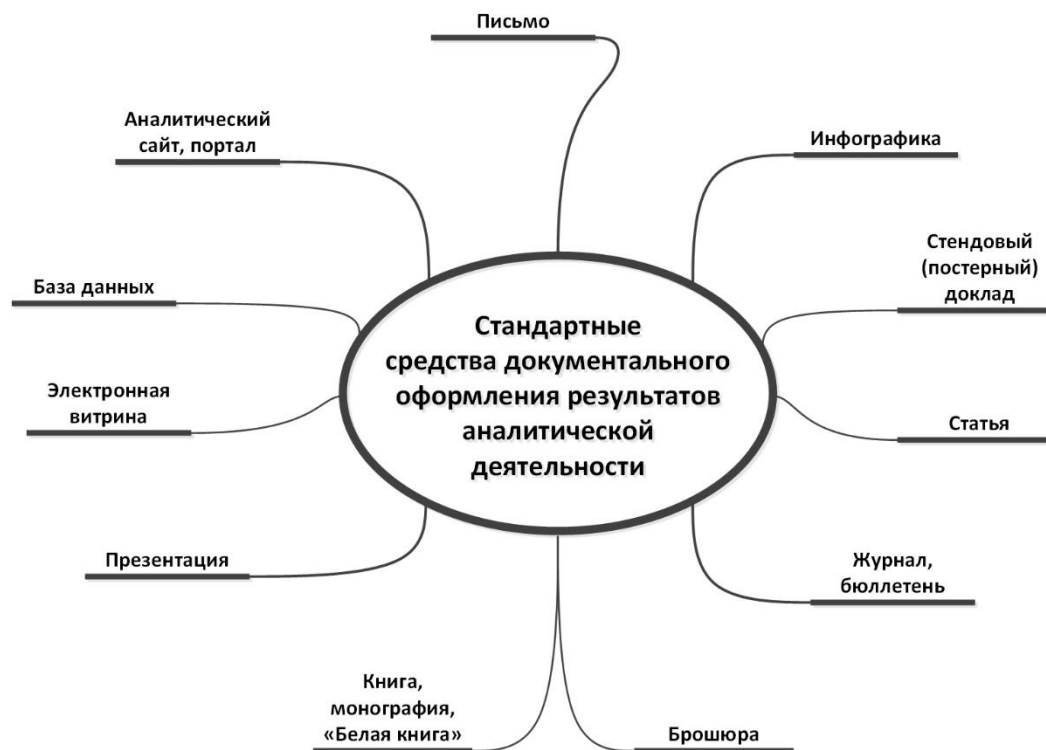 Письмо
Аналитический
сайт, портал
Инфографика
Стендовый
(постерный)
доклад
База данных
Стандартные
средства документального
оформления результатов
аналитической
деятельности
Электронная
витрина
Статья
Презентация
Журнал,
бюллетень
Книга,
монография,
«Белая книга»
Брошюра